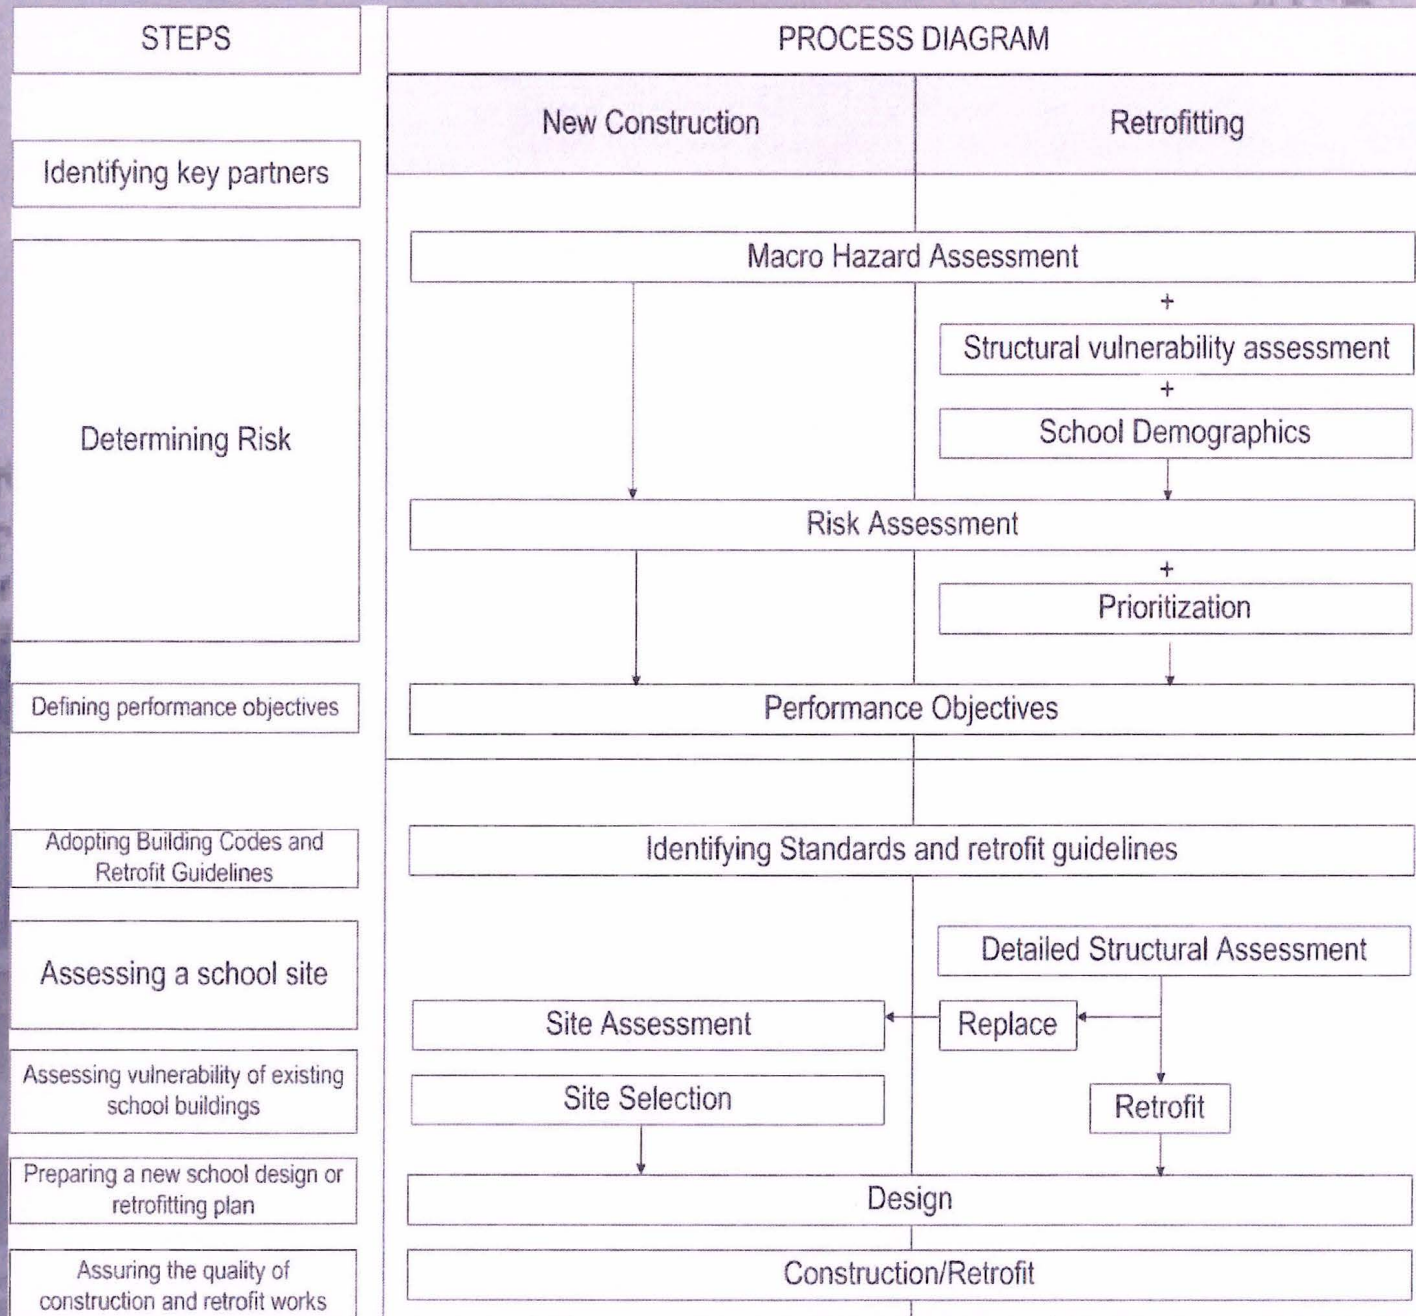 STEPS
PROCESS DIAGRAM
New Construction
Retrofitting
Identifying key partners
Macro Hazard Assessment
+
Structural vulnerability assessment
+
School Demographics
Determining Risk
Risk Assessment
+
Prioritization
Defining performance objectives
Performance Objectives
Adopting Building Codes and
Retrofit Guidelines
Identifying Standards and retrofit guidelines
Detailed Structural Assessment
Assessing a school site
Site Assessment
Replace
Assessing vulnerability of existing
school buildings
Site Selection
Retrofit
Preparing a new school design or
retrofitting plan
Design
Assuring the quality of
construction and retrofit works
Construction/Retrofit